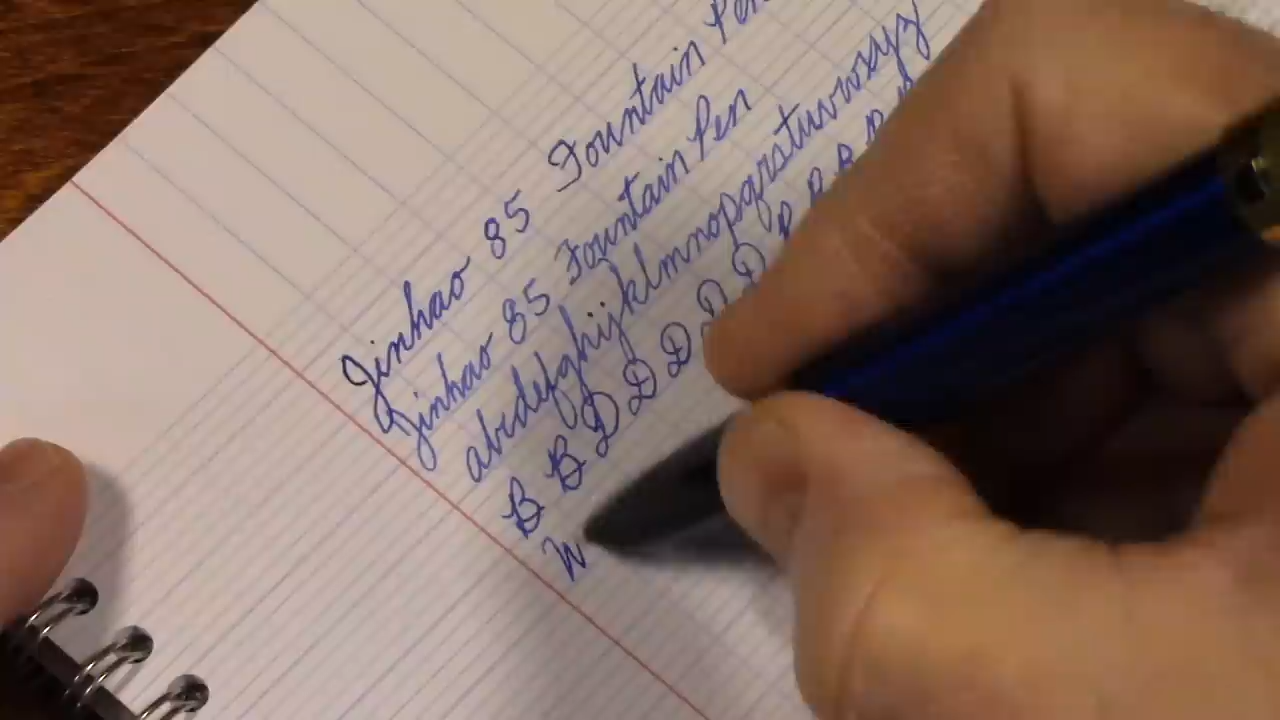 Jinhao 85 Fountain Pen
Jinhao 85 Fountain Pen
abcdefghijklmnopqrstuvwxyz
B B D D D D D B B B B B
W